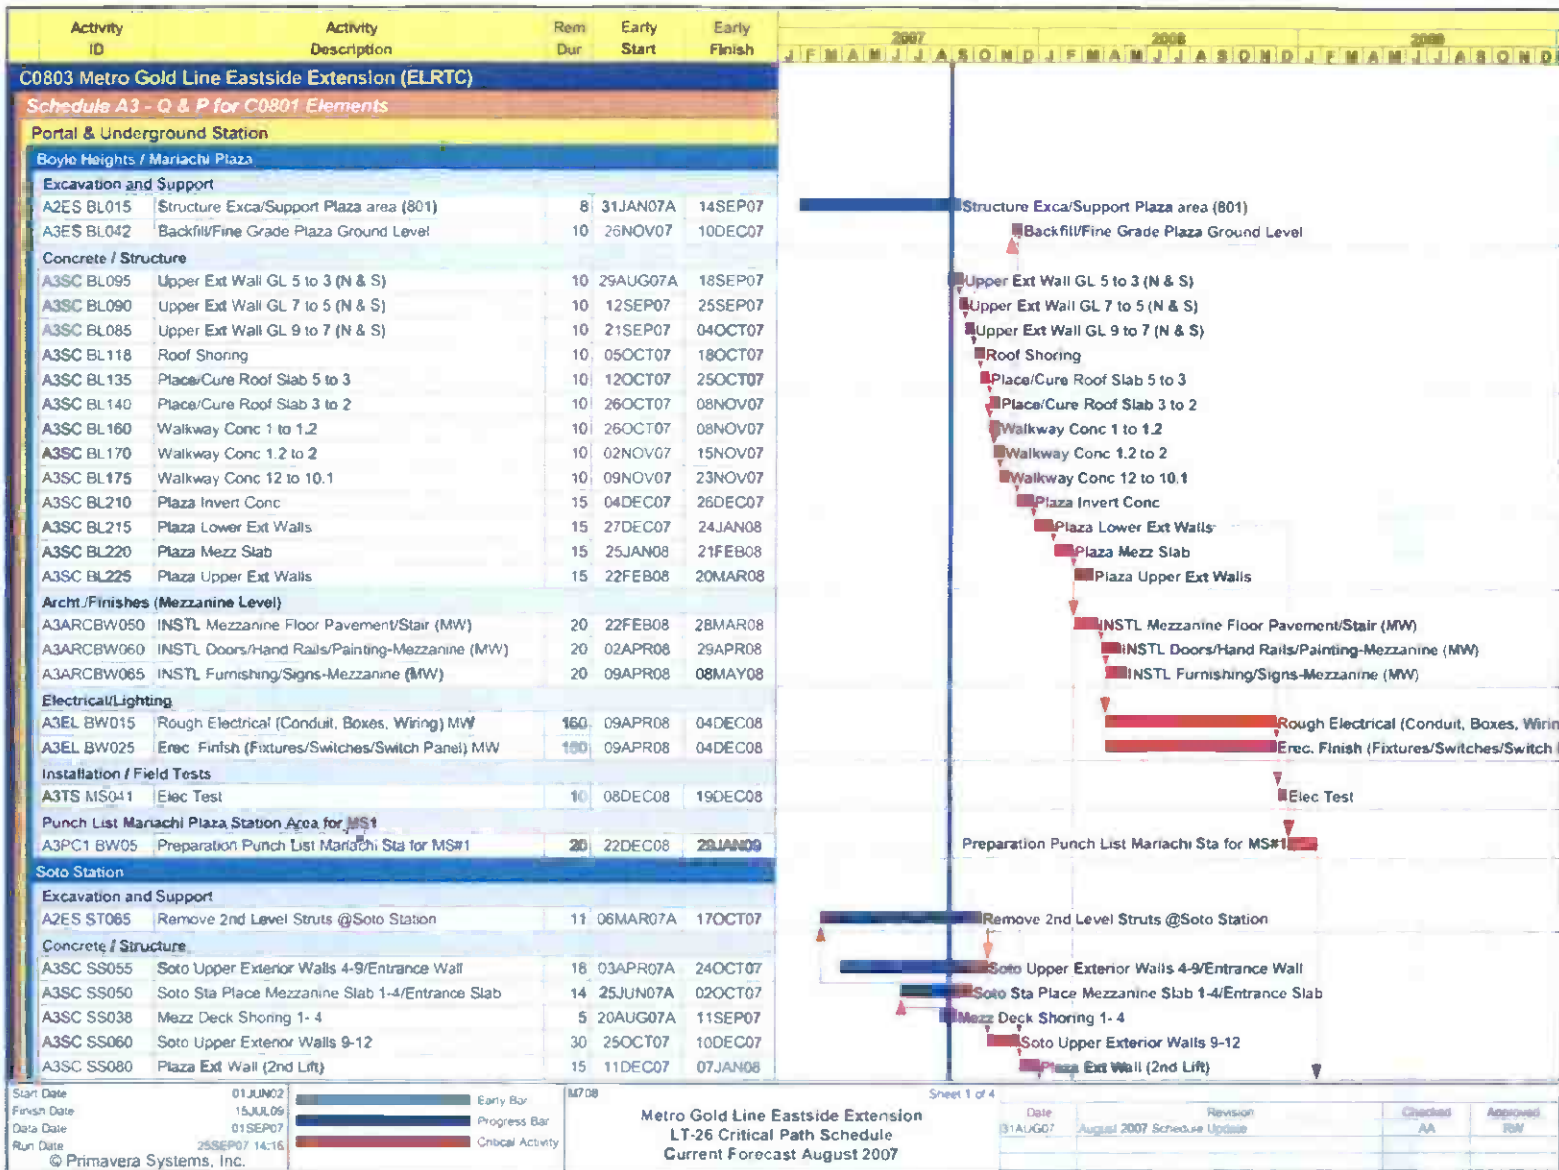 Activity ID Activity Description Rem Dur Early Start Early Finish 2007 2008 2009
J F M A M J J A S O N D J F M A M J J A S O N D J F M A M J J A S O N D
C0803 Metro Gold Line Eastside Extension (ELRTC)
Schedule A3 - Q & P for C0801 Elements
Portal & Underground Station
Boyle Heights / Mariachi Plaza
Excavation and Support
A2ES BL015 Structure Exca/Support Plaza area (801) 8 31JAN07A 14SEP07 Structure Exca/Support Plaza area (801)
A3ES BL042 Backfill/Fine Grade Plaza Ground Level 10 26NOV07 10DEC07 Backfill/Fine Grade Plaza Ground Level
Concrete / Structure
A3SC BL095 Upper Ext Wall GL 5 to 3 (N & S) 10 29AUG07A 18SEP07 Upper Ext Wall GL 5 to 3 (N & S)
A3SC BL090 Upper Ext Wall GL 7 to 5 (N & S) 10 12SEP07 25SEP07 Upper Ext Wall GL 7 to 5 (N & S)
A3SC BL085 Upper Ext Wall GL 9 to 7 (N & S) 10 21SEP07 04OCT07 Upper Ext Wall GL 9 to 7 (N & S)
A3SC BL118 Roof Shoring 10 05OCT07 18OCT07 Roof Shoring
A3SC BL135 Place/Cure Roof Slab 5 to 3 10 12OCT07 25OCT07 Place/Cure Roof Slab 5 to 3
A3SC BL140 Place/Cure Roof Slab 3 to 2 10 26OCT07 08NOV07 Place/Cure Roof Slab 3 to 2
A3SC BL160 Walkway Conc 1 to 1.2 10 26OCT07 08NOV07 Walkway Conc 1 to 1.2
A3SC BL170 Walkway Conc 1.2 to 2 10 02NOV07 15NOV07 Walkway Conc 1.2 to 2
A3SC BL175 Walkway Conc 12 to 10.1 10 09NOV07 23NOV07 Walkway Conc 12 to 10.1
A3SC BL210 Plaza Invert Conc 15 04DEC07 26DEC07 Plaza Invert Conc
A3SC BL215 Plaza Lower Ext Walls 15 27DEC07 24JAN08 Plaza Lower Ext Walls
A3SC BL220 Plaza Mezz Slab 15 25JAN08 21FEB08 Plaza Mezz Slab
A3SC BL225 Plaza Upper Ext Walls 15 22FEB08 20MAR08 Plaza Upper Ext Walls
Archt./Finishes (Mezzanine Level)
A3ARCBW050 INSTL Mezzanine Floor Pavement/Stair (MW) 20 22FEB08 28MAR08 INSTL Mezzanine Floor Pavement/Stair (MW)
A3ARCBW060 INSTL Doors/Hand Rails/Painting-Mezzanine (MW) 20 02APR08 29APR08 INSTL Doors/Hand Rails/Painting-Mezzanine (MW)
A3ARCBW065 INSTL Furnishing/Signs-Mezzanine (MW) 20 09APR08 08MAY08 INSTL Furnishing/Signs-Mezzanine (MW)
Electrical/Lighting
A3EL BW015 Rough Electrical (Conduit, Boxes, Wiring) MW 160 09APR08 04DEC08 Rough Electrical (Conduit, Boxes, Wirin
A3EL BW025 Erec. Finish (Fixtures/Switches/Switch Panel) MW 160 09APR08 04DEC08 Erec. Finish (Fixtures/Switches/Switch
Installation / Field Tests
A3TS MS041 Elec Test 10 08DEC08 19DEC08 Elec Test
Punch List Mariachi Plaza Station Area for MS1
A3PC1 BW05 Preparation Punch List Mariachi Sta for MS#1 20 22DEC08 29JAN09 Preparation Punch List Mariachi Sta for MS#1
Soto Station
Excavation and Support
A2ES ST065 Remove 2nd Level Struts @Soto Station 11 06MAR07A 17OCT07 Remove 2nd Level Struts @Soto Station
Concrete / Structure
A3SC SS055 Soto Upper Exterior Walls 4-9/Entrance Wall 18 03APR07A 24OCT07 Soto Upper Exterior Walls 4-9/Entrance Wall
A3SC SS050 Soto Sta Place Mezzanine Slab 1-4/Entrance Slab 14 25JUN07A 02OCT07 Soto Sta Place Mezzanine Slab 1-4/Entrance Slab
A3SC SS038 Mezz Deck Shoring 1- 4 5 20AUG07A 11SEP07 Mezz Deck Shoring 1- 4
A3SC SS060 Soto Upper Exterior Walls 9-12 30 25OCT07 10DEC07 Soto Upper Exterior Walls 9-12
A3SC SS080 Plaza Ext Wall (2nd Lift) 15 11DEC07 07JAN08 Plaza Ext Wall (2nd Lift)
Start Date 01JUN02 Early Bar M708 Sheet 1 of 4
Finish Date 15JUL09 Progress Bar Metro Gold Line Eastside Extension Date Revision Checked Approved
Data Date 01SEP07 LT-26 Critical Path Schedule 31AUG07 August 2007 Schedule Update AA RW
Run Date 25SEP07 14:16 Critical Activity Current Forecast August 2007
© Primavera Systems, Inc.